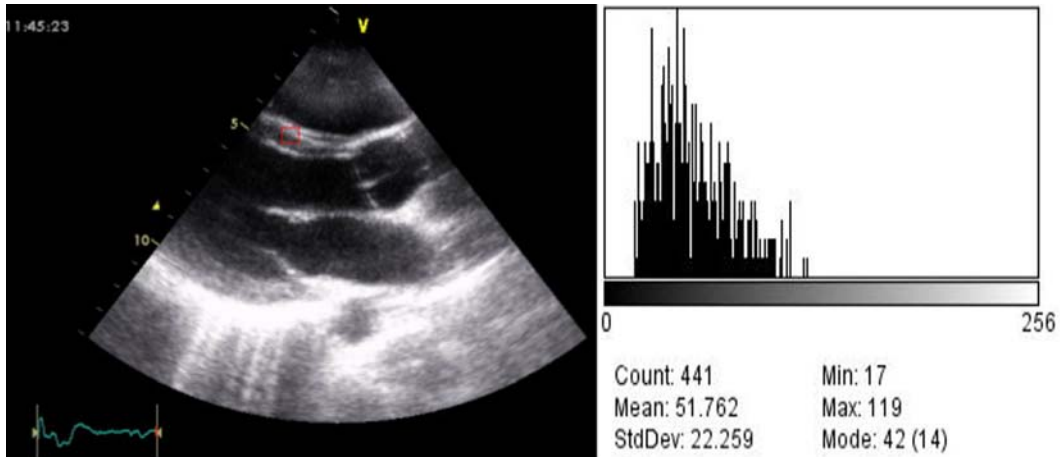 11:45:23
V
5
10
0
256
Count: 441
Min: 17
Mean: 51.762
Max: 119
StdDev: 22.259
Mode: 42 (14)